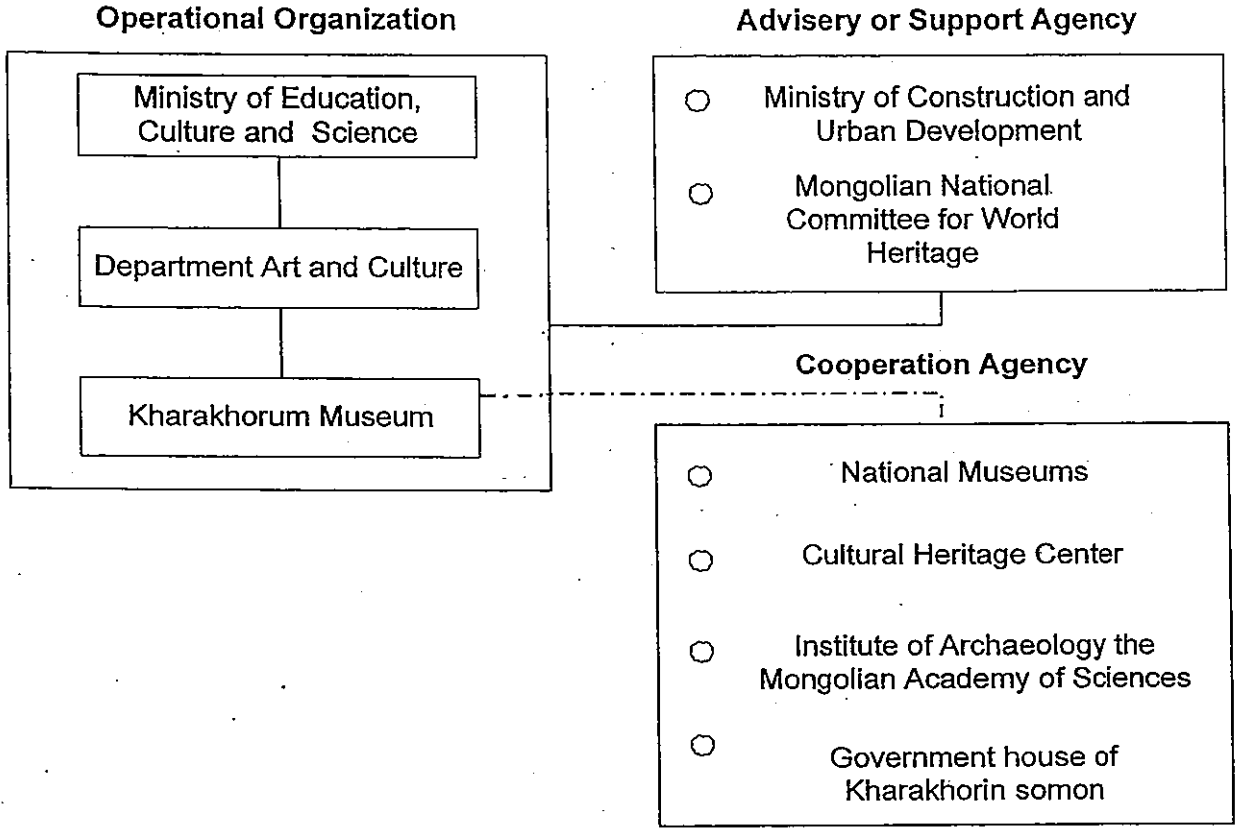 Operational Organization
Ministry of Education,
Culture and Science
Department Art and Culture
Kharakhorum Museum
Advisery or Support Agency
Ministry of Construction and
Urban Development
Mongolian National
Committee for World
Heritage
Cooperation Agency
National Museums
Cultural Heritage Center
Institute of Archaeology the
Mongolian Academy of Sciences
Government house of
Kharakhorin somon